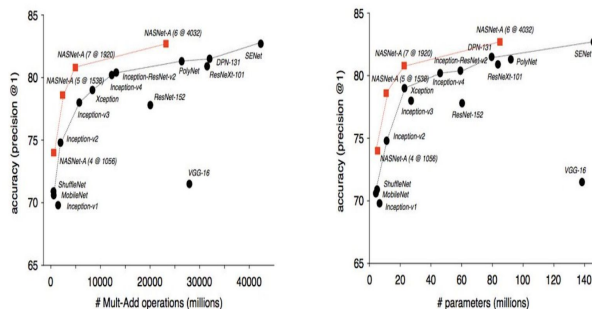 accuracy (precision @1)
85
80
75
70
65
NASNet-A (6 @ 4032)
NASNet-A (7 @ 1920)
NASNet-A (5 @ 1538)
NASNet-A (4 @ 1056)
Inception-ResNet-v2
PolyNet
DPN-131
SENet
Inception-v4
ResNeXt-101
Xception
ResNet-152
Inception-v3
Inception-v2
VGG-16
ShuffleNet
MobileNet
Inception-v1
0
10000
20000
30000
40000
# Mult-Add operations (millions)
accuracy (precision @1)
85
80
75
70
65
NASNet-A (6 @ 4032)
NASNet-A (7 @ 1920)
DPN-131
Inception-ResNet-v2
SENet
PolyNet
NASNet-A (5 @ 1538)
Inception-v4
ResNeXt-101
Xception
Inception-v3
ResNet-152
Inception-v2
NASNet-A (4 @ 1056)
VGG-16
ShuffleNet
MobileNet
Inception-v1
0
20
40
60
80
100
120
140
# parameters (millions)